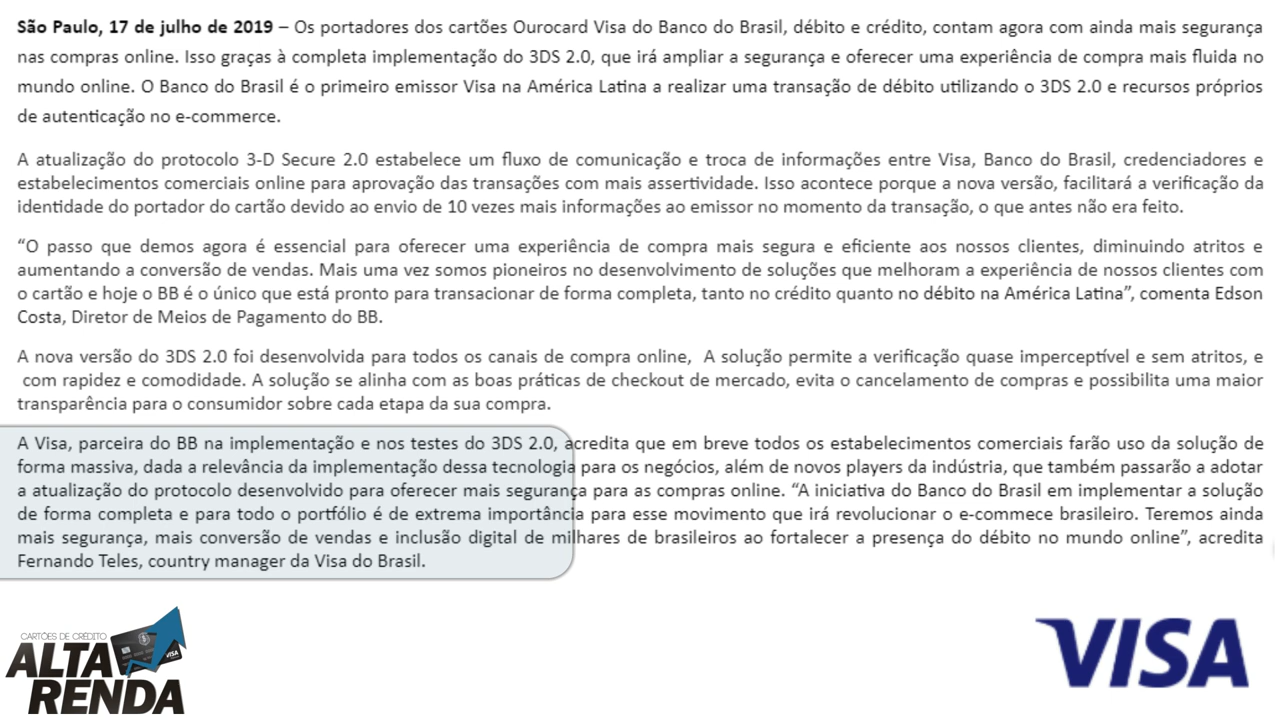 São Paulo, 17 de julho de 2019 – Os portadores dos cartões Ourocard Visa do Banco do Brasil, débito e crédito, contam agora com ainda mais segurança
nas compras online. Isso graças à completa implementação do 3DS 2.0, que irá ampliar a segurança e oferecer uma experiência de compra mais fluida no
mundo online. O Banco do Brasil é o primeiro emissor Visa na América Latina a realizar uma transação de débito utilizando o 3DS 2.0 e recursos próprios
de autenticação no e-commerce.
A atualização do protocolo 3-D Secure 2.0 estabelece um fluxo de comunicação e troca de informações entre Visa, Banco do Brasil, credenciadores e
estabelecimentos comerciais online para aprovação das transações com mais assertividade. Isso acontece porque a nova versão, facilitará a verificação da
identidade do portador do cartão devido ao envio de 10 vezes mais informações ao emissor no momento da transação, o que antes não era feito.
“O passo que demos agora é essencial para oferecer uma experiência de compra mais segura e eficiente aos nossos clientes, diminuindo atritos e
aumentando a conversão de vendas. Mais uma vez somos pioneiros no desenvolvimento de soluções que melhoram a experiência de nossos clientes com
o cartão e hoje o BB é o único que está pronto para transacionar de forma completa, tanto no crédito quanto no débito na América Latina”, comenta Edson
Costa, Diretor de Meios de Pagamento do BB.
A nova versão do 3DS 2.0 foi desenvolvida para todos os canais de compra online, A solução permite a verificação quase imperceptível e sem atritos, e
com rapidez e comodidade. A solução se alinha com as boas práticas de checkout de mercado, evita o cancelamento de compras e possibilita uma maior
transparência para o consumidor sobre cada etapa da sua compra.
A Visa, parceira do BB na implementação e nos testes do 3DS 2.0, acredita que em breve todos os estabelecimentos comerciais farão uso da solução de
forma massiva, dada a relevância da implementação dessa tecnologia para os negócios, além de novos players da indústria, que também passarão a adotar
a atualização do protocolo desenvolvido para oferecer mais segurança para as compras online. “A iniciativa do Banco do Brasil em implementar a solução
de forma completa e para todo o portfólio é de extrema importância para esse movimento que irá revolucionar o e-commece brasileiro. Teremos ainda
mais segurança, mais conversão de vendas e inclusão digital de milhares de brasileiros ao fortalecer a presença do débito no mundo online”, acredita
Fernando Teles, country manager da Visa do Brasil.
CARTÕES DE CRÉDITO
ALTA
RENDA
VISA
VISA